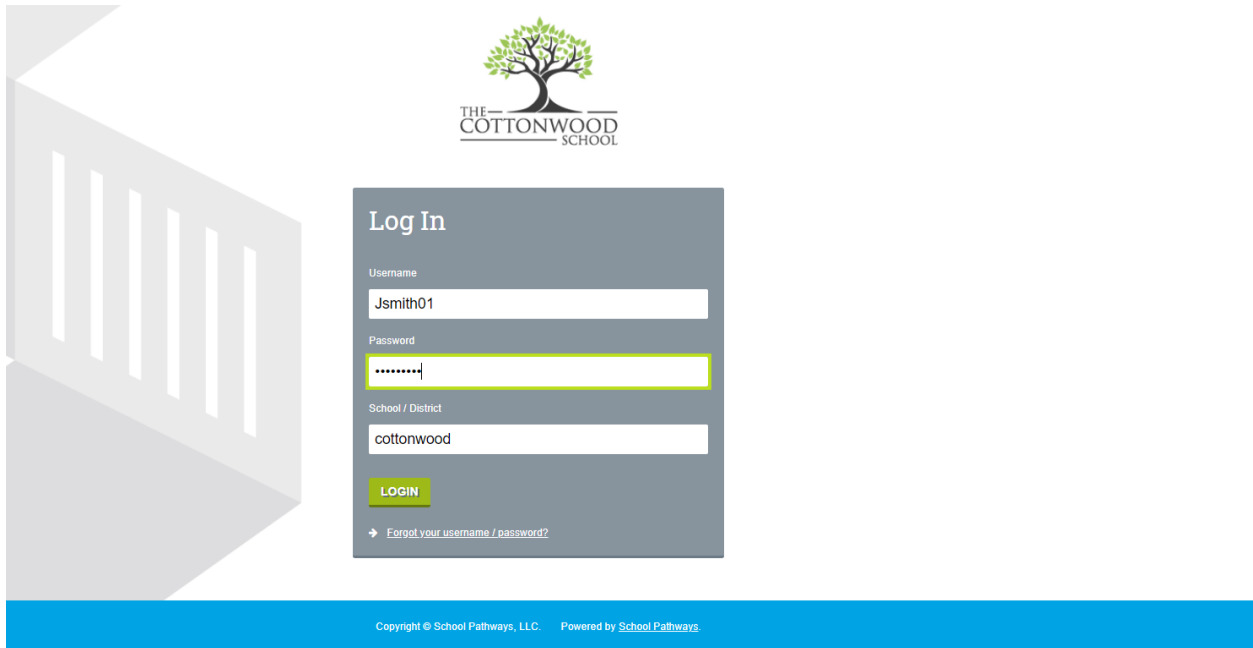 THE
COTTONWOOD
SCHOOL
Log In
Username
Jsmith01
Password
•••••••••
School / District
cottonwood
LOGIN
Forgot your username / password?
Copyright © School Pathways, LLC. Powered by School Pathways.